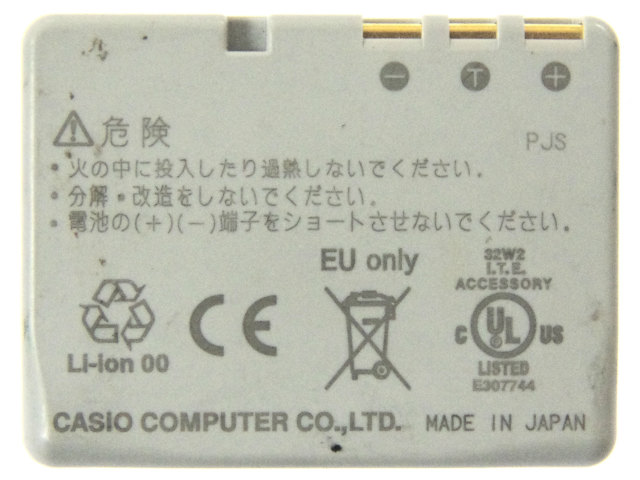 − T +
危険
PJS
・火の中に投入したり過熱しないでください.
・分解・改造をしないでください.
・電池の(+)(−)端子をショートさせないでください.
EU only
32W2
I.T.E.
ACCESSORY
Li-ion 00
CE
C UL US
LISTED
E307744
CASIO COMPUTER CO.,LTD. MADE IN JAPAN